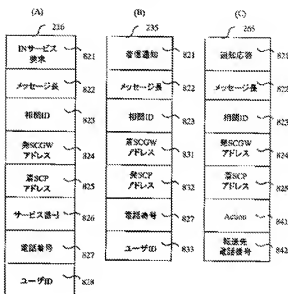 (A)
216
INサービス
要求
821
メッセージ長
822
相関ID
823
発SCGW
アドレス
824
着SCP
アドレス
825
サービス番号
826
電話番号
827
ユーザID
828
(B)
235
着信通知
821
メッセージ長
822
相関ID
823
着SCGW
アドレス
831
発SCP
アドレス
832
電話番号
827
ユーザID
833
(C)
265
通知応答
821
メッセージ長
822
相関ID
823
発SCGW
アドレス
824
着SCP
アドレス
825
Action
841
転送先
電話番号
842